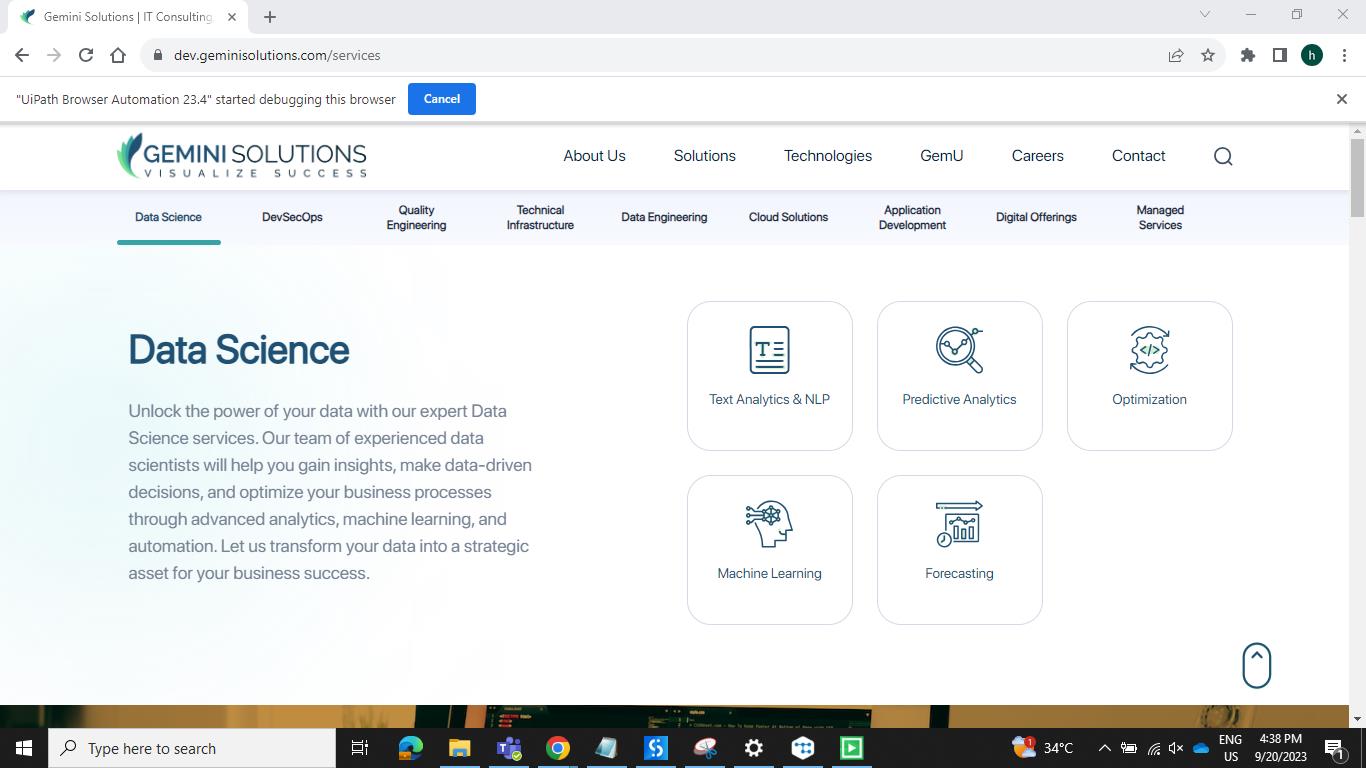 Gemini Solutions | IT Consulting,
dev.geminisolutions.com/services
h
"UiPath Browser Automation 23.4" started debugging this browser
Cancel
GEMINI SOLUTIONS
VISUALIZE SUCCESS
About Us
Solutions
Technologies
GemU
Careers
Contact
Data Science
DevSecOps
Quality
Engineering
Technical
Infrastructure
Data Engineering
Cloud Solutions
Application
Development
Digital Offerings
Managed
Services
Data Science
Unlock the power of your data with our expert Data
Science services. Our team of experienced data
scientists will help you gain insights, make data-driven
decisions, and optimize your business processes
through advanced analytics, machine learning, and
automation. Let us transform your data into a strategic
asset for your business success.
Text Analytics & NLP
Predictive Analytics
Optimization
Machine Learning
Forecasting
Type here to search
1
34°C
ENG
US
4:38 PM
9/20/2023
1